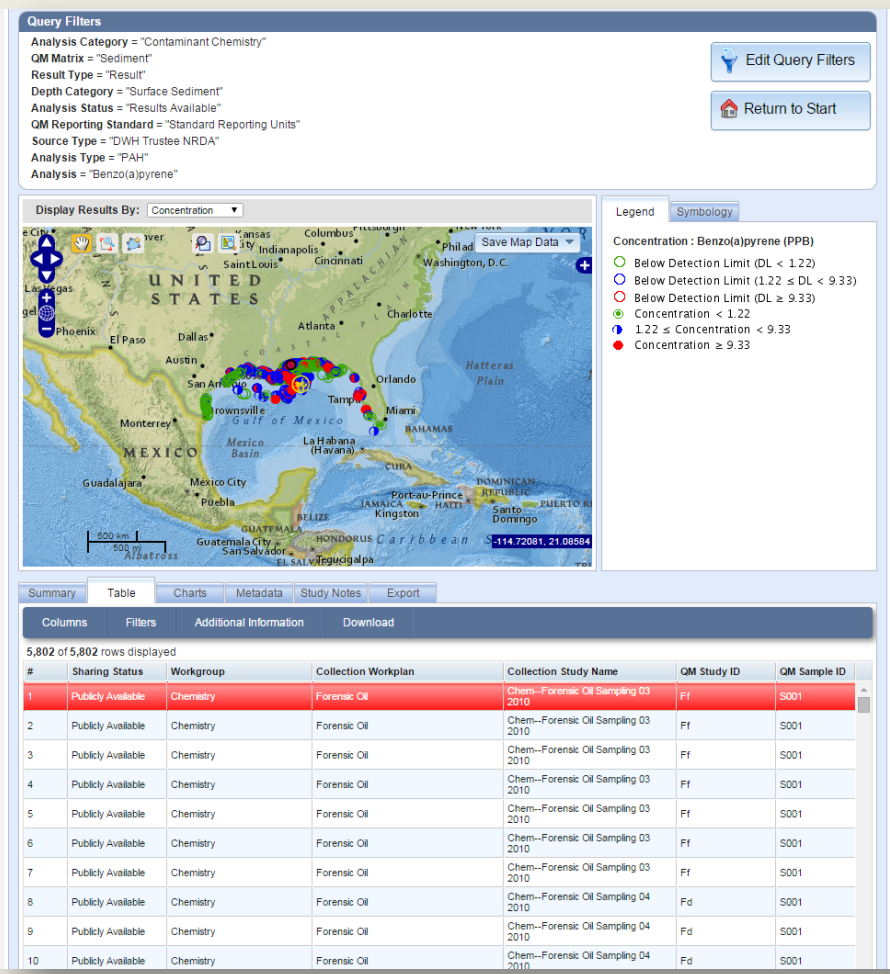 Query Filters
Analysis Category = "Contaminant Chemistry"
QM Matrix = "Sediment"
Result Type = "Result"
Depth Category = "Surface Sediment"
Analysis Status = "Results Available"
QM Reporting Standard = "Standard Reporting Units"
Source Type = "DWH Trustee NRDA"
Analysis Type = "PAH"
Analysis = "Benzo(a)pyrene"
Edit Query Filters
Return to Start
Display Results By: Concentration
Save Map Data
Columbus
Kansas
Indianapolis
Saint Louis
Cincinnati
Washington, D.C.
UNITED
STATES
APPALACHIAN
Charlotte
Phoenix
El Paso
Dallas
Atlanta
COASTAL PLAIN
Austin
Hatteras
Plain
Orlando
Miami
Monterrey
Gulf of Mexico
BAHAMAS
MEXICO
Mexico
Basin
La Habana
(Havana)
CUBA
Guadalajara
Mexico City
Puebla
DOMINICAN
REPUBLIC
Port-au-Prince
JAMAICA
HAITI
Kingston
Santo
Domingo
BELIZE
GUATEMALA
Guatemala City
HONDORUS
Caribbean
San Salvador
Tegucigalpa
Albatross
500 km
500 mi
-114.72081, 21.08584
Legend
Symbology
Concentration : Benzo(a)pyrene (PPB)
Below Detection Limit (DL < 1.22)
Below Detection Limit (1.22 ≤ DL < 9.33)
Below Detection Limit (DL ≥ 9.33)
Concentration < 1.22
1.22 ≤ Concentration < 9.33
Concentration ≥ 9.33
Summary Table Charts Metadata Study Notes Export
Columns Filters Additional Information Download
5,802 of 5,802 rows displayed
# Sharing Status Workgroup Collection Workplan Collection Study Name QM Study ID QM Sample ID
1 Publicly Available Chemistry Forensic Oil Chem--Forensic Oil Sampling 03 2010 Ff S001
2 Publicly Available Chemistry Forensic Oil Chem--Forensic Oil Sampling 03 2010 Ff S001
3 Publicly Available Chemistry Forensic Oil Chem--Forensic Oil Sampling 03 2010 Ff S001
4 Publicly Available Chemistry Forensic Oil Chem--Forensic Oil Sampling 03 2010 Ff S001
5 Publicly Available Chemistry Forensic Oil Chem--Forensic Oil Sampling 03 2010 Ff S001
6 Publicly Available Chemistry Forensic Oil Chem--Forensic Oil Sampling 03 2010 Ff S001
7 Publicly Available Chemistry Forensic Oil Chem--Forensic Oil Sampling 03 2010 Ff S001
8 Publicly Available Chemistry Forensic Oil Chem--Forensic Oil Sampling 04 2010 Fd S001
9 Publicly Available Chemistry Forensic Oil Chem--Forensic Oil Sampling 04 2010 Fd S001
10 Publicly Available Chemistry Forensic Oil Chem--Forensic Oil Sampling 04 2010 Fd S001